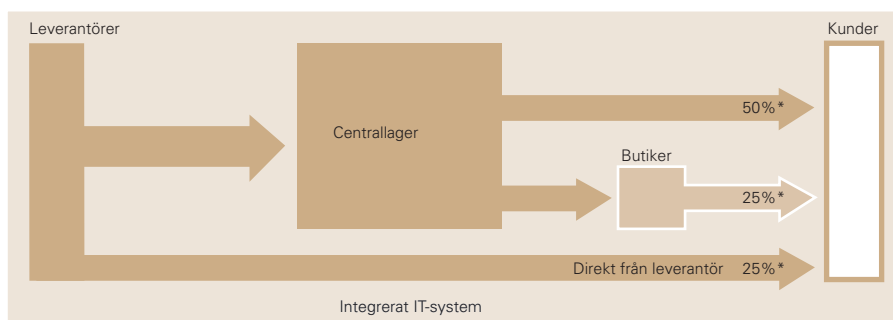 Leverantörer
Kunder
Centrallager
50%*
Butiker
25%*
Direkt från leverantör 25%*
Integrerat IT-system